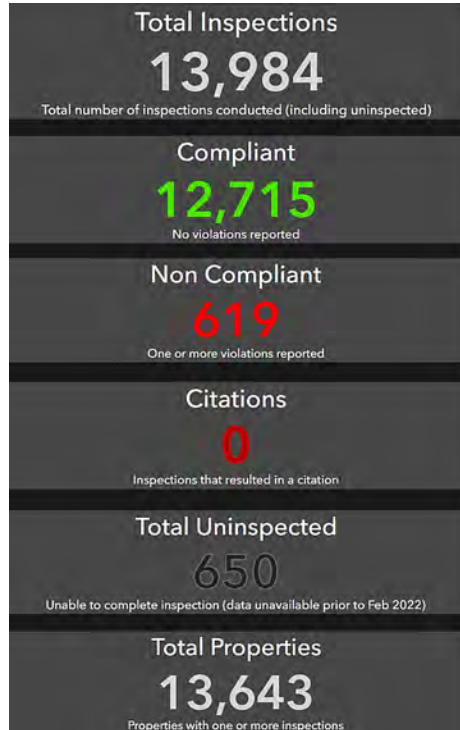 Total Inspections
13,984
Total number of inspections conducted (including uninspected)
Compliant
12,715
No violations reported
Non Compliant
619
One or more violations reported
Citations
0
Inspections that resulted in a citation
Total Uninspected
650
Unable to complete inspection (data unavailable prior to Feb 2022)
Total Properties
13,643
Properties with one or more inspections